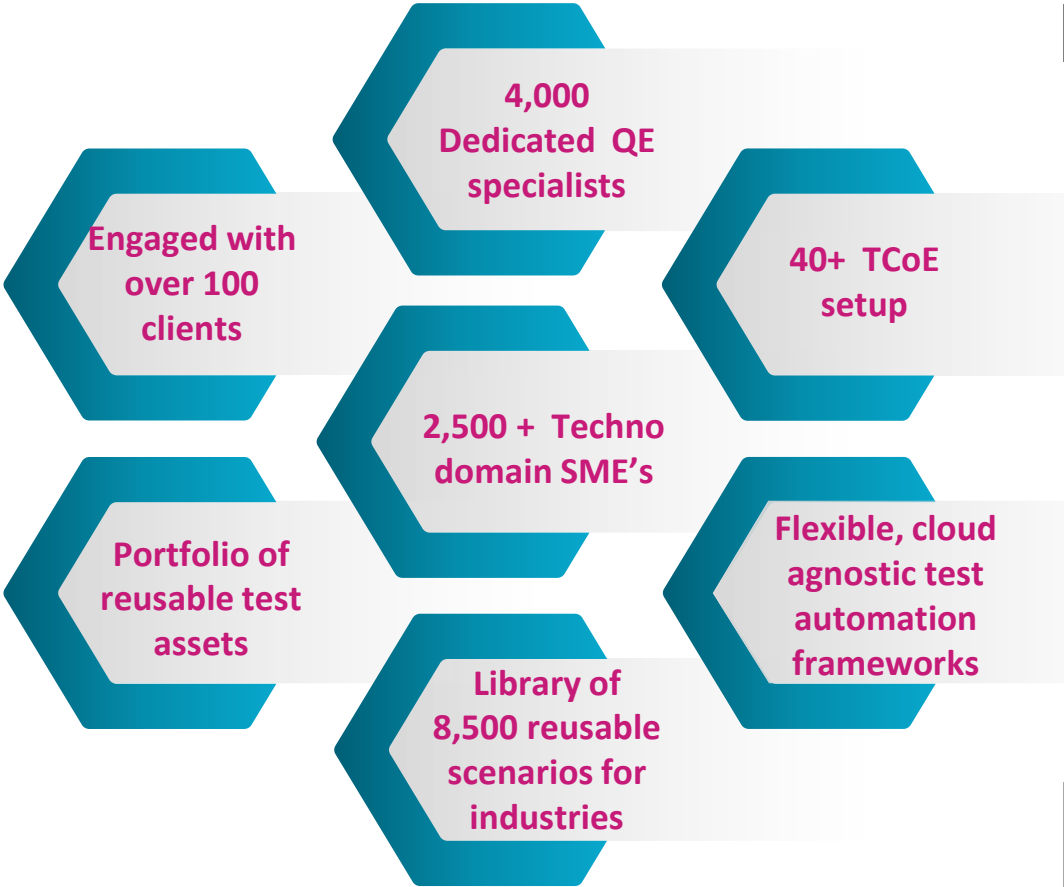 4,000
Dedicated QE
specialists
Engaged with
over 100
clients
40+ TCoE
setup
2,500 + Techno
domain SME’s
Portfolio of
reusable test
assets
Flexible, cloud
agnostic test
automation
frameworks
Library of
8,500 reusable
scenarios for
industries